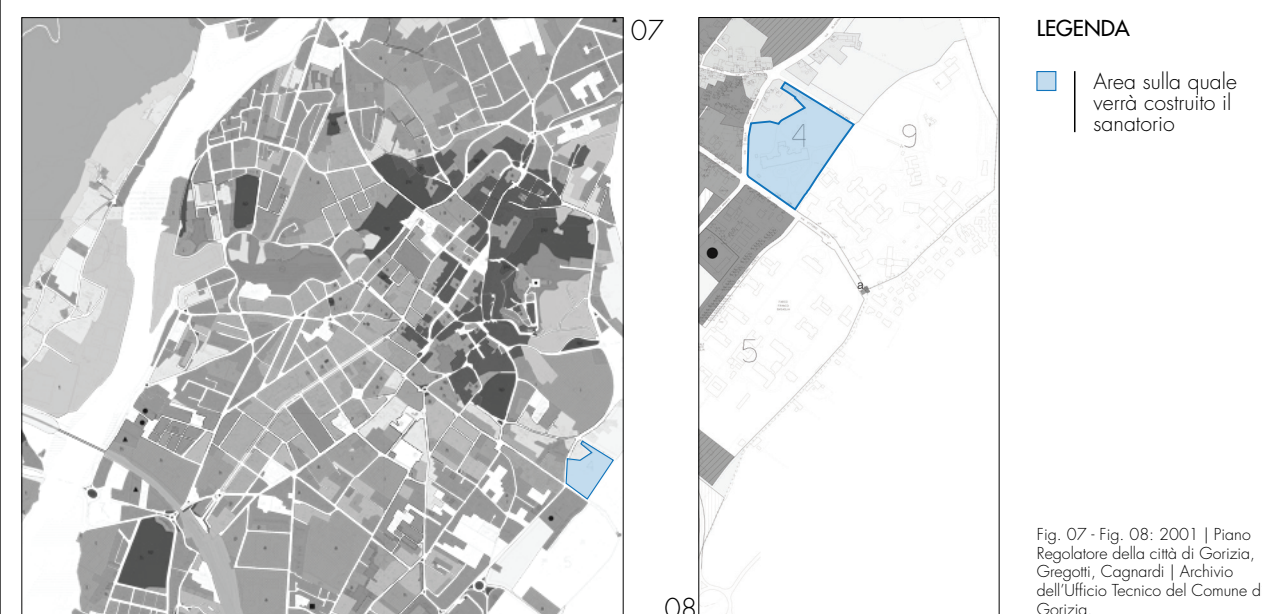 07
08
4
9
5
a
LEGENDA
Area sulla quale
verrà costruito il
sanatorio
Fig. 07 - Fig. 08: 2001 | Piano
Regolatore della città di Gorizia,
Gregotti, Cagnardi | Archivio
dell'Ufficio Tecnico del Comune d
Gorizia